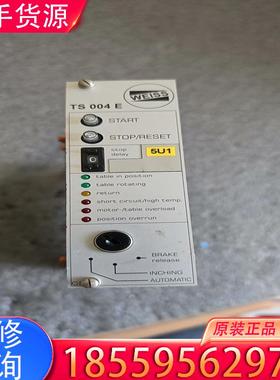 手货源
WEISS
TS 004 E
START
STOP/RESET
stop
delay
5U1
table in position
table rotating
return
short circuit/high temp.
motor-/table overload
position overrun
BRAKE
release
INCHING
AUTOMATIC
修
询
原装正品
18559556297